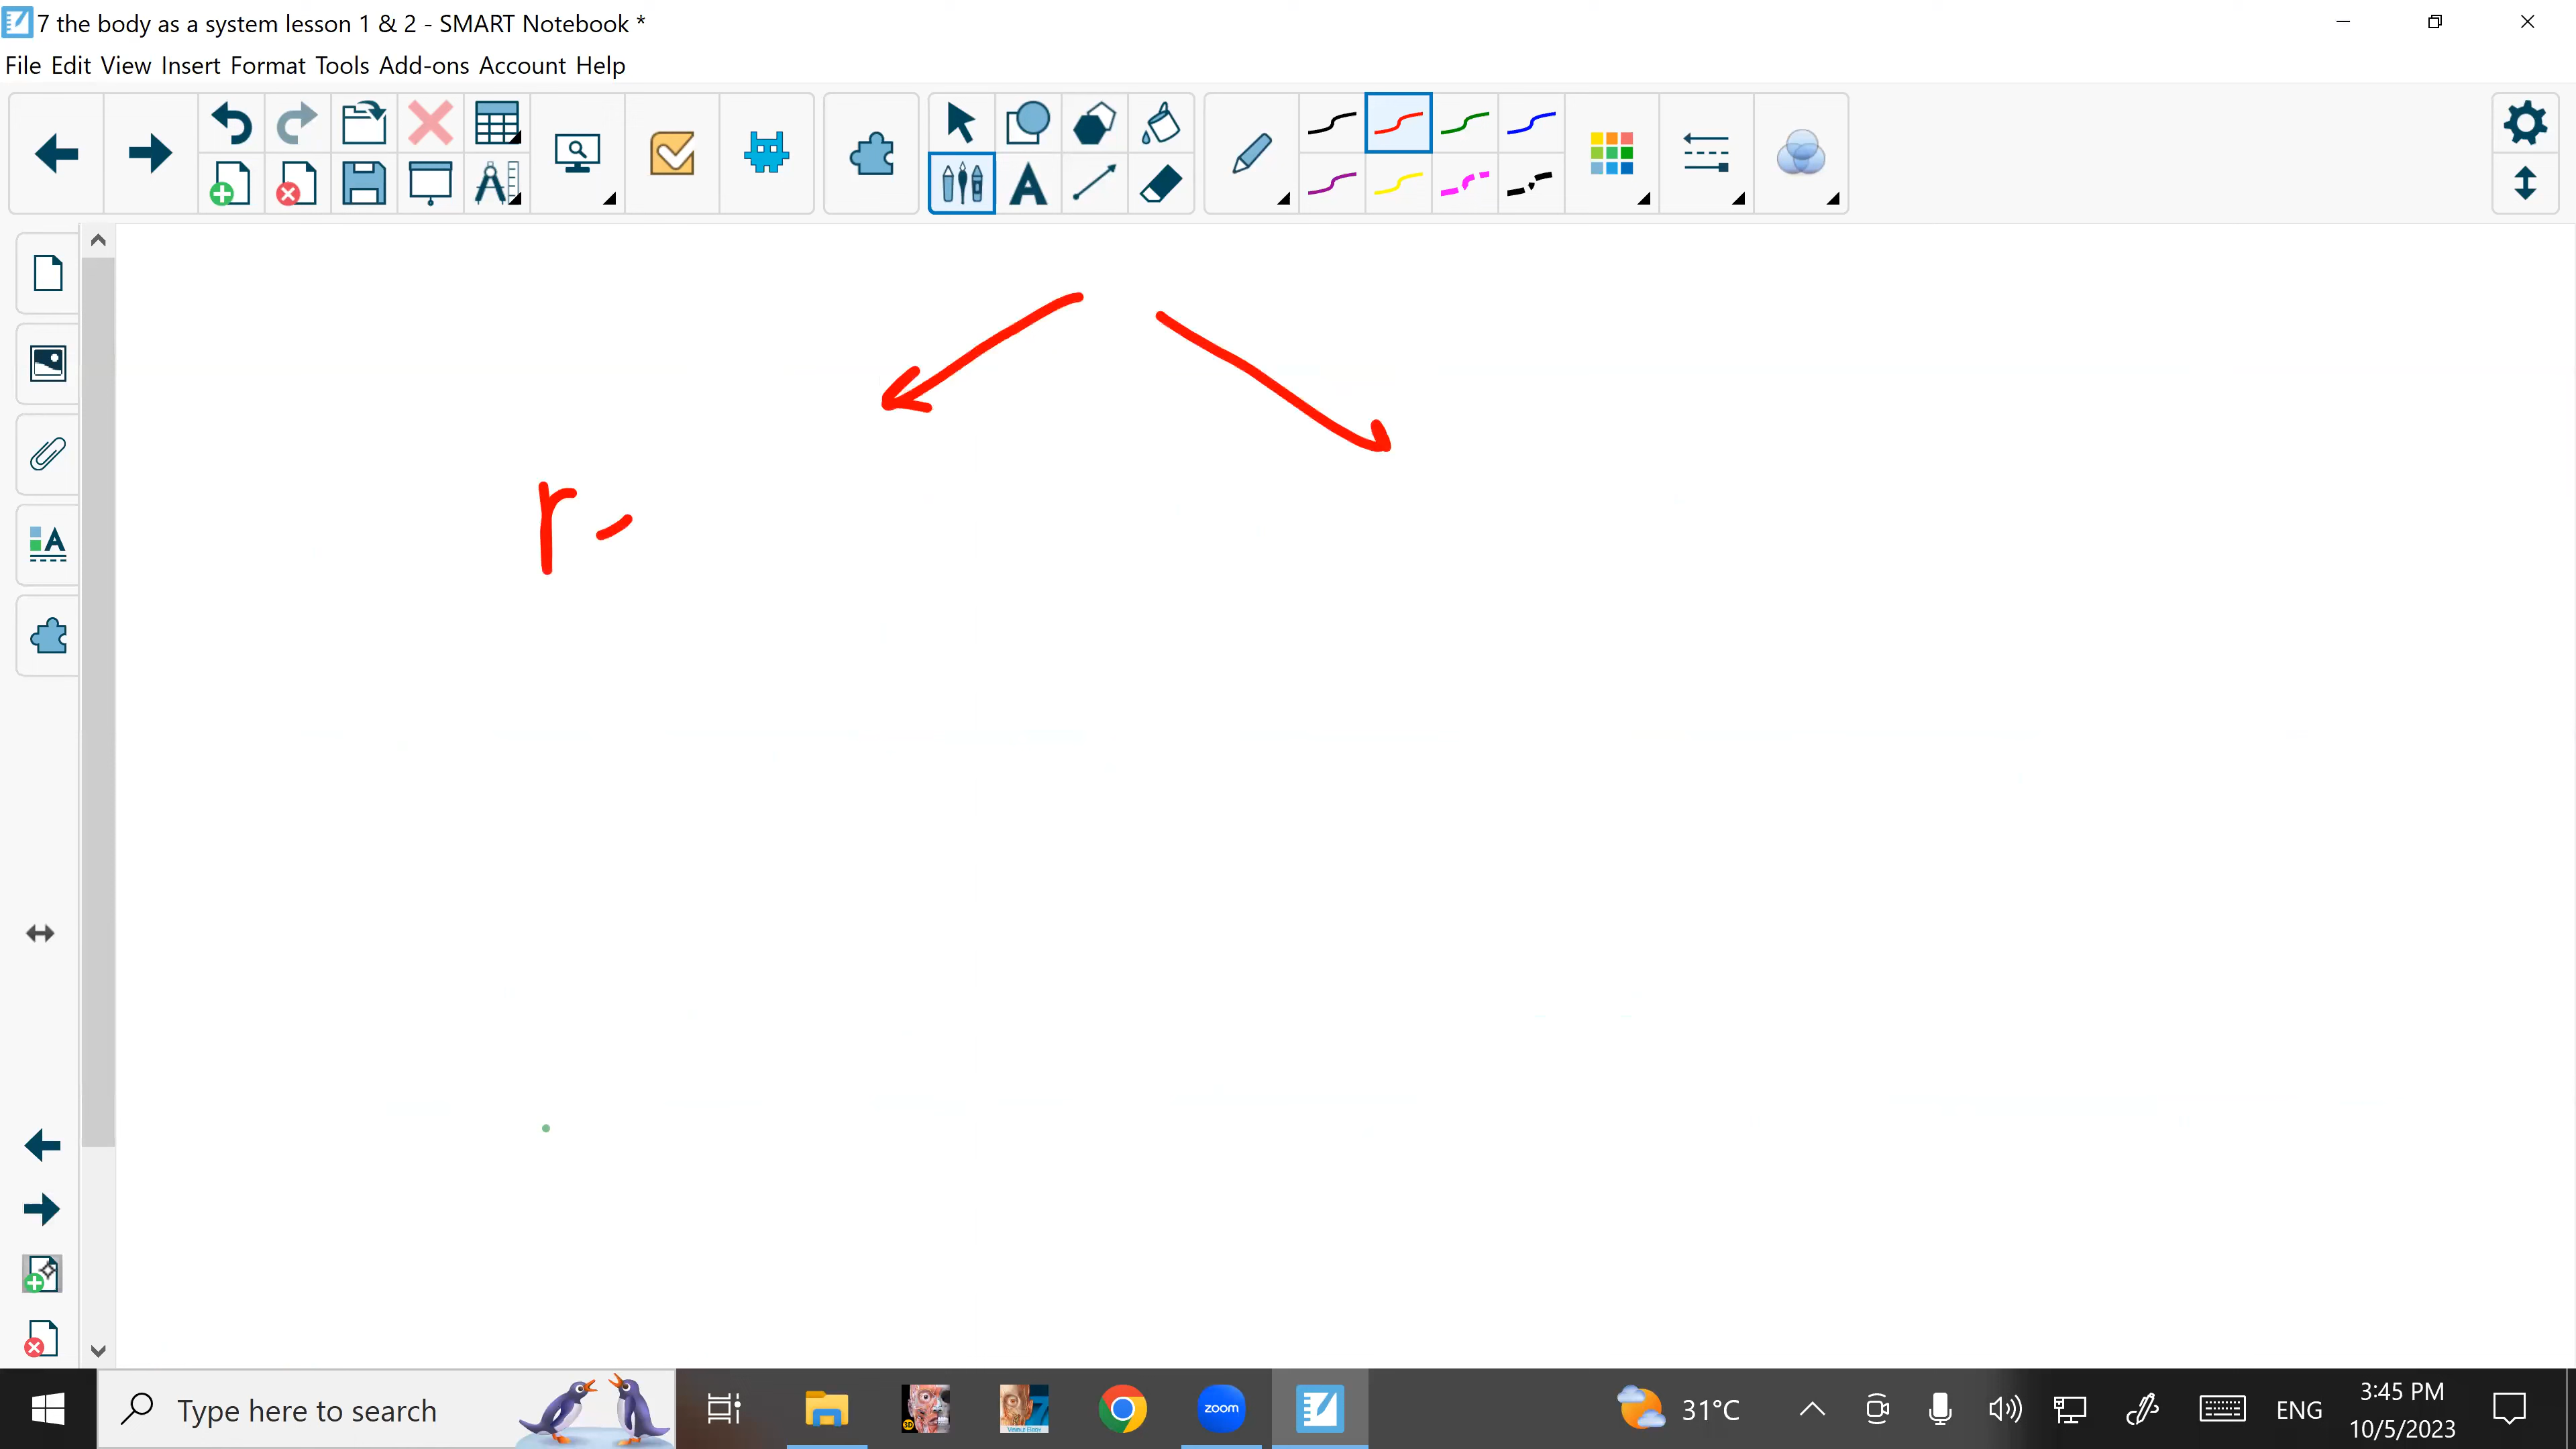 7 the body as a system lesson 1 & 2 - SMART Notebook *
File Edit View Insert Format Tools Add-ons Account Help
r
Type here to search
zoom
31°C
ENG
3:45 PM
10/5/2023